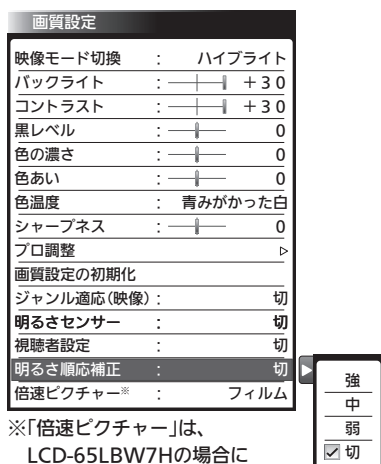 画質設定
映像モード切換 : ハイブライト
バックライト : +30
コントラスト : +30
黒レベル : 0
色の濃さ : 0
色あい : 0
色温度 : 青みがかった白
シャープネス : 0
プロ調整
画質設定の初期化
ジャンル適応(映像) : 切
明るさセンサー : 切
視聴者設定 : 切
明るさ順応補正 : 切
倍速ピクチャー※ : フィルム
強
中
弱
切
※「倍速ピクチャー」は、
LCD-65LBW7Hの場合に